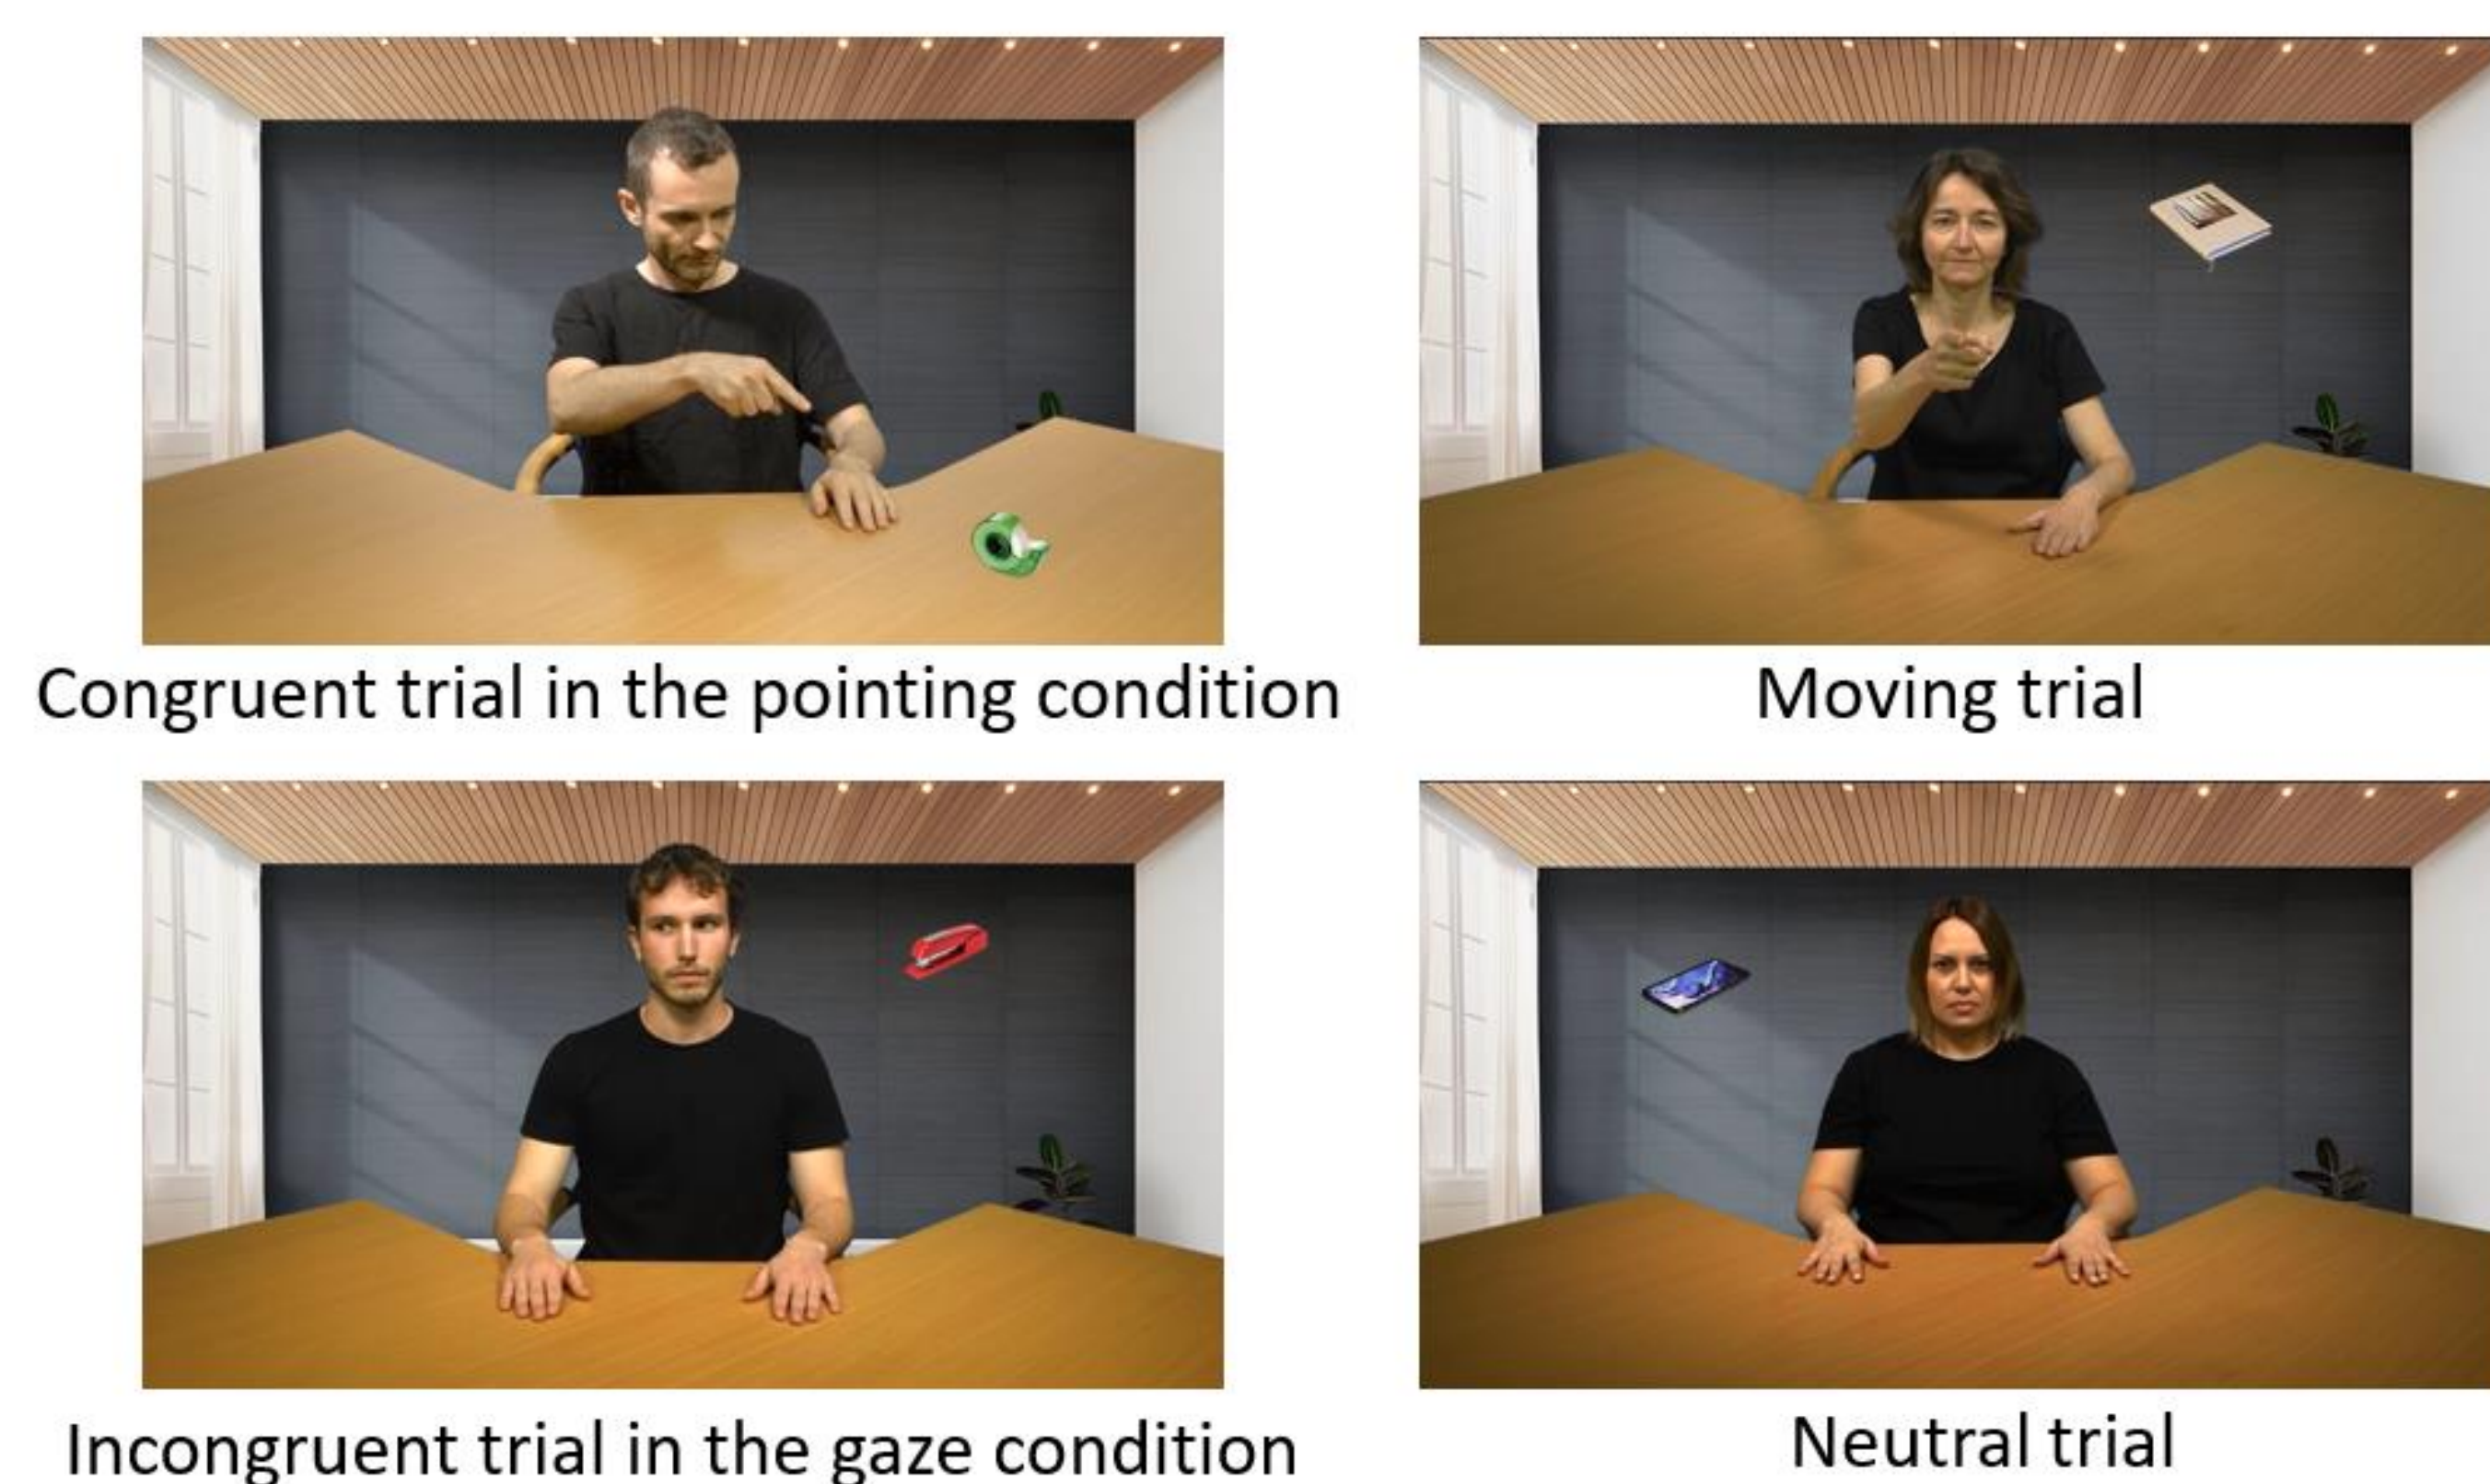 Congruent trial in the pointing condition
Moving trial
Incongruent trial in the gaze condition
Neutral trial